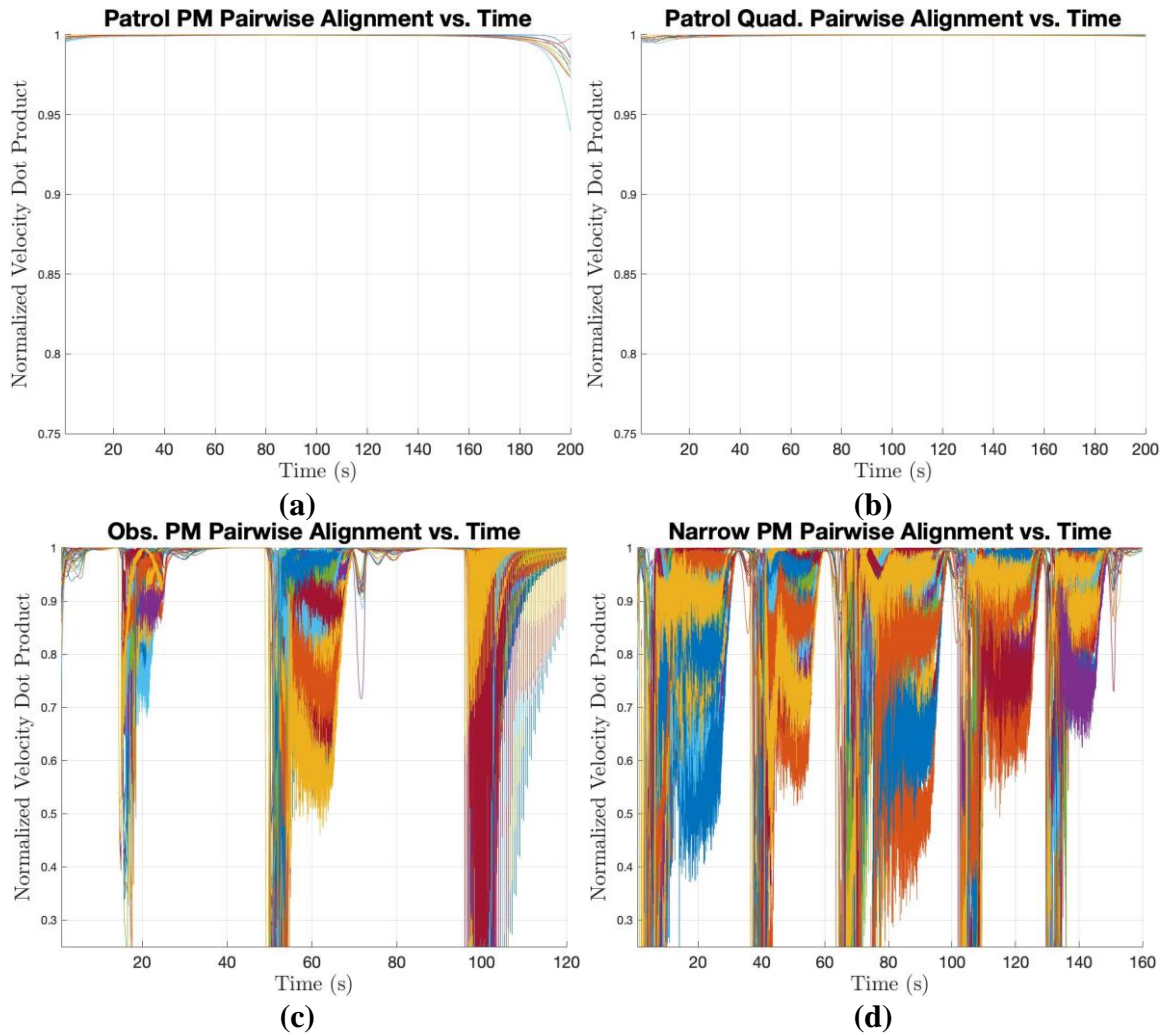 Patrol PM Pairwise Alignment vs. Time
Normalized Velocity Dot Product
1
0.95
0.9
0.85
0.8
0.75
20 40 60 80 100 120 140 160 180 200
Time (s)
(a)
Patrol Quad. Pairwise Alignment vs. Time
Normalized Velocity Dot Product
1
0.95
0.9
0.85
0.8
0.75
20 40 60 80 100 120 140 160 180 200
Time (s)
(b)
Obs. PM Pairwise Alignment vs. Time
Normalized Velocity Dot Product
1
0.9
0.8
0.7
0.6
0.5
0.4
0.3
20 40 60 80 100 120
Time (s)
(c)
Narrow PM Pairwise Alignment vs. Time
Normalized Velocity Dot Product
1
0.9
0.8
0.7
0.6
0.5
0.4
0.3
20 40 60 80 100 120 140 160
Time (s)
(d)